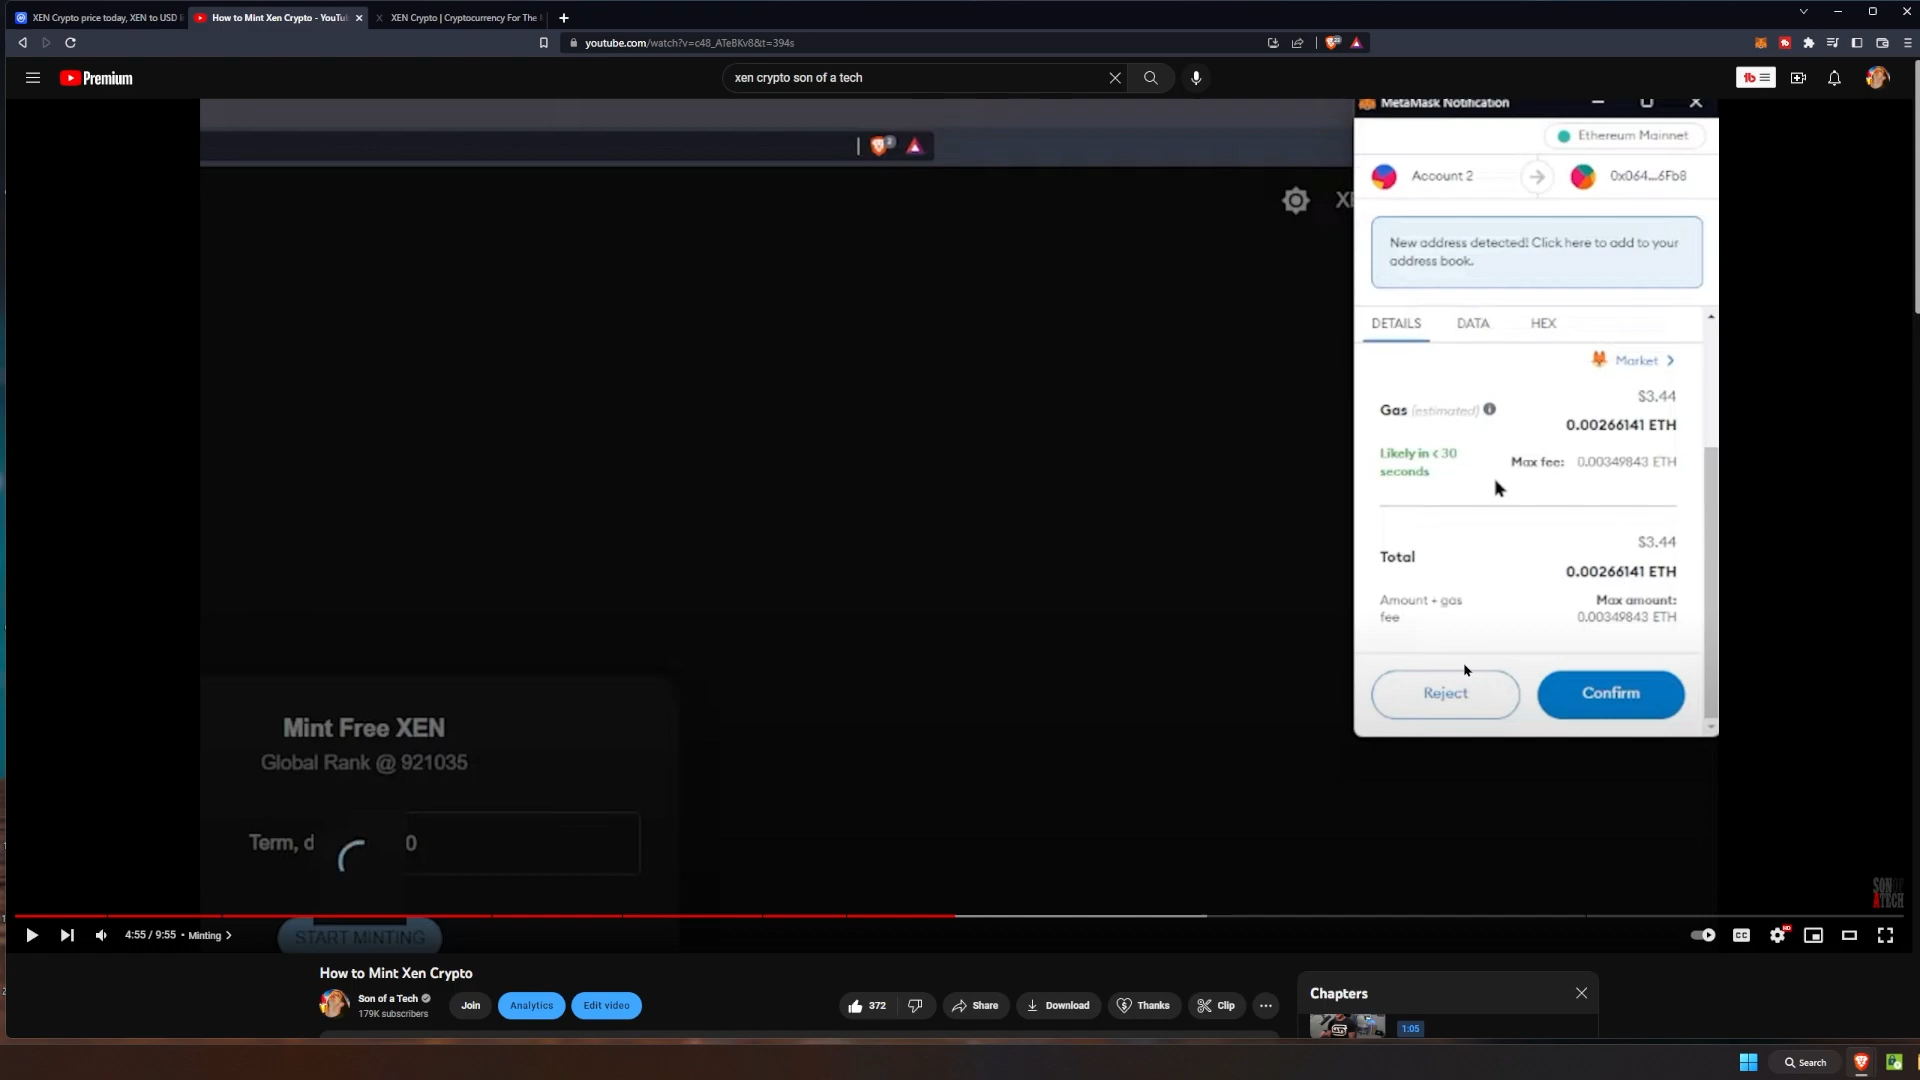 XEN Crypto price today, XEN to USD li
How to Mint Xen Crypto - YouTu
XEN Crypto | Cryptocurrency For The
youtube.com/watch?v=c48_ATeBKv8&t=394s
Premium
xen crypto son of a tech
MetaMask Notification
Ethereum Mainnet
Account 2
0x064...6Fb8
New address detected! Click here to add to your
address book.
DETAILS
DATA
HEX
Market
$3.44
Gas (estimated)
0.00266141 ETH
Likely in < 30
seconds
Max fee: 0.00349843 ETH
$3.44
Total
0.00266141 ETH
Amount + gas
fee
Max amount:
0.00349843 ETH
Reject
Confirm
Mint Free XEN
Global Rank @ 921035
Term, d
0
START MINTING
SON OF
A TECH
4:55 / 9:55 • Minting
CC
HD
How to Mint Xen Crypto
Son of a Tech
179K subscribers
Join
Analytics
Edit video
372
Share
Download
Thanks
Clip
Chapters
1:05
Search